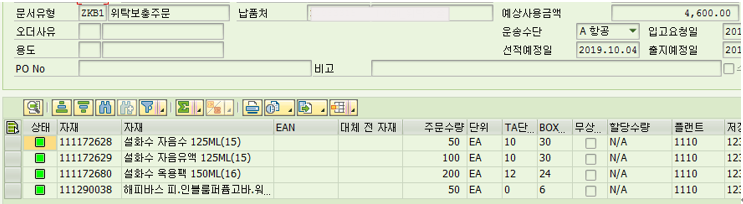 문서유형 ZKB1 위탁보충주문 납품처 예상사용금액 4,600.00
오더사유 운송수단 A 항공 입고요청일 201
용도 선적예정일 2019.10.04 출지예정일 201
PO No 비고
상태 자재 자재 EAN 대체 전 자재 주문수량 단위 TA단... BOX... 무상... 할당수량 플랜트 저장
111172628 설화수 자음수 125ML(15) 50 EA 10 30 N/A 1110 123
111172629 설화수 자음유액 125ML(15) 100 EA 10 30 N/A 1110 123
111172680 설화수 옥용팩 150ML(16) 200 EA 12 24 N/A 1110 123
111290038 해피바스 피.인블룸퍼퓸고바.워... 50 EA 0 6 N/A 1110 123